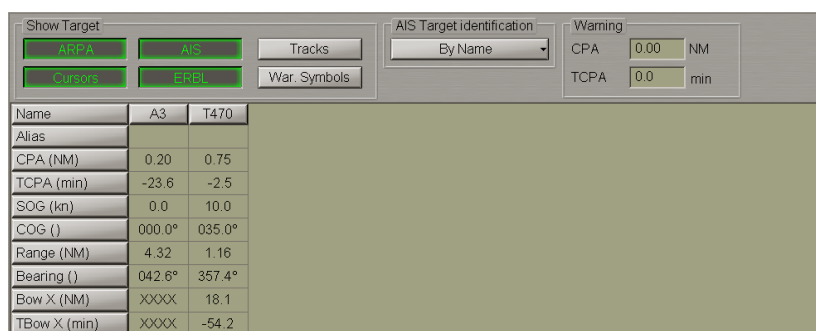 Show Target
AIS Target identification
Warning
ARPA AIS Tracks
By Name
CPA 0.00 NM
Cursors ERBL War. Symbols
TCPA 0.0 min
Name A3 T470
Alias
CPA (NM) 0.20 0.75
TCPA (min) -23.6 -2.5
SOG (kn) 0.0 10.0
COG () 000.0° 035.0°
Range (NM) 4.32 1.16
Bearing () 042.6° 357.4°
Bow X (NM) XXXX 18.1
TBow X (min) XXXX -54.2